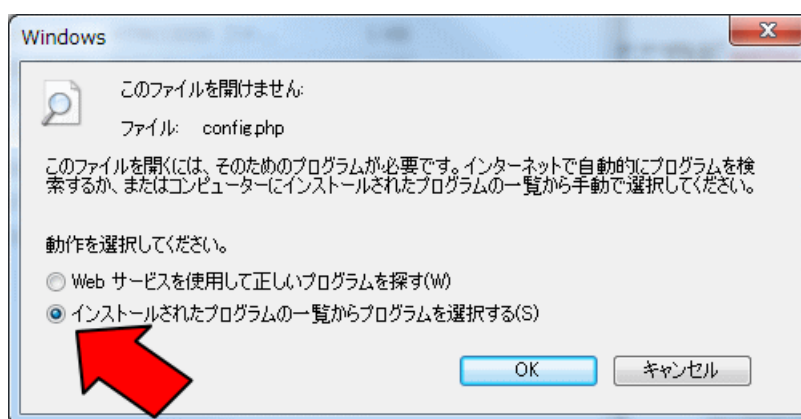 Windows
このファイルを開けません:
ファイル: config.php
このファイルを開くには、そのためのプログラムが必要です。インターネットで自動的にプログラムを検
索するか、またはコンピューターにインストールされたプログラムの一覧から手動で選択してください。
動作を選択してください。
Web サービスを使用して正しいプログラムを探す(W)
インストールされたプログラムの一覧からプログラムを選択する(S)
OK キャンセル